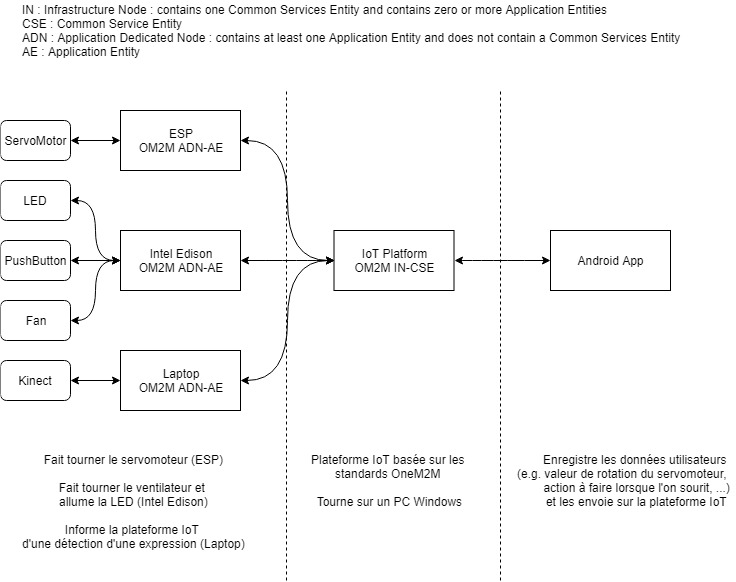 IN : Infrastructure Node : contains one Common Services Entity and contains zero or more Application Entities
CSE : Common Service Entity
ADN : Application Dedicated Node : contains at least one Application Entity and does not contain a Common Services Entity
AE : Application Entity
ServoMotor
ESP
OM2M ADN-AE
LED
PushButton
Fan
Intel Edison
OM2M ADN-AE
IoT Platform
OM2M IN-CSE
Android App
Kinect
Laptop
OM2M ADN-AE
Fait tourner le servomoteur (ESP)
Fait tourner le ventilateur et
allume la LED (Intel Edison)
Informe la plateforme IoT
d'une détection d'une expression (Laptop)
Plateforme IoT basée sur les
standards OneM2M
Tourne sur un PC Windows
Enregistre les données utilisateurs
(e.g. valeur de rotation du servomoteur,
action à faire lorsque l'on sourit, ...)
et les envoie sur la plateforme IoT